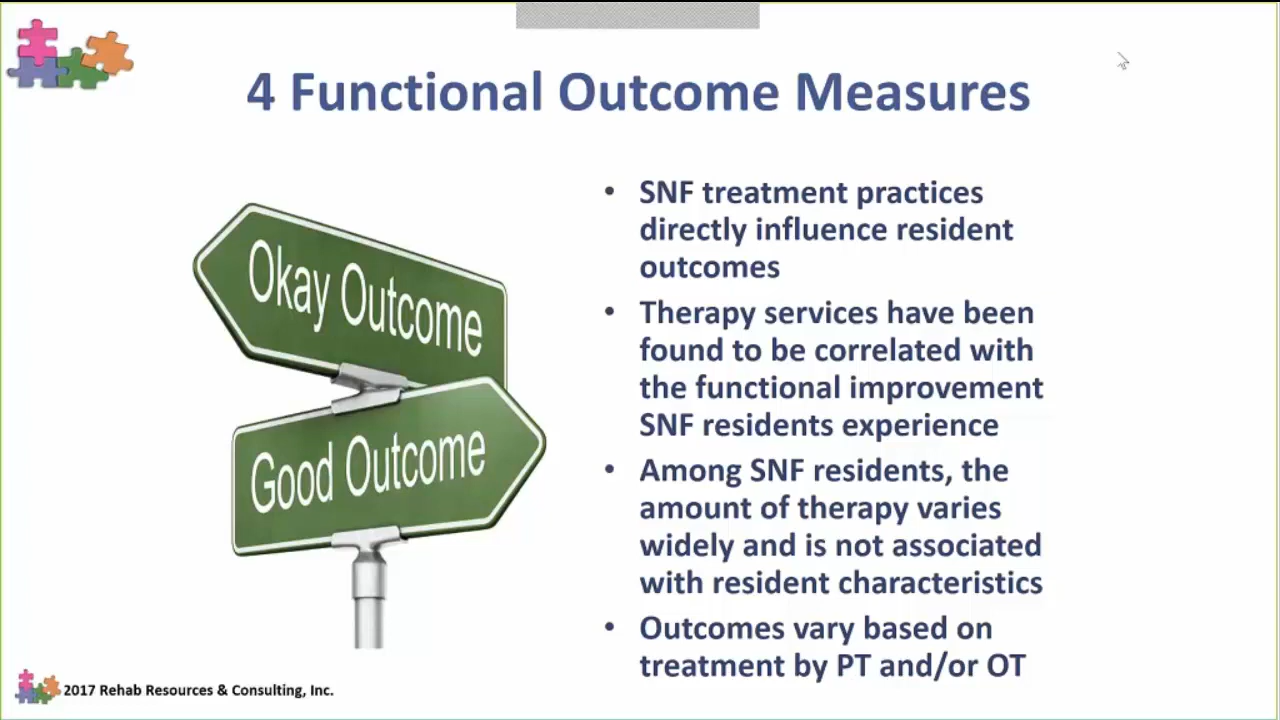 4 Functional Outcome Measures
Okay Outcome
Good Outcome
• SNF treatment practices
directly influence resident
outcomes
• Therapy services have been
found to be correlated with
the functional improvement
SNF residents experience
• Among SNF residents, the
amount of therapy varies
widely and is not associated
with resident characteristics
• Outcomes vary based on
treatment by PT and/or OT
2017 Rehab Resources & Consulting, Inc.